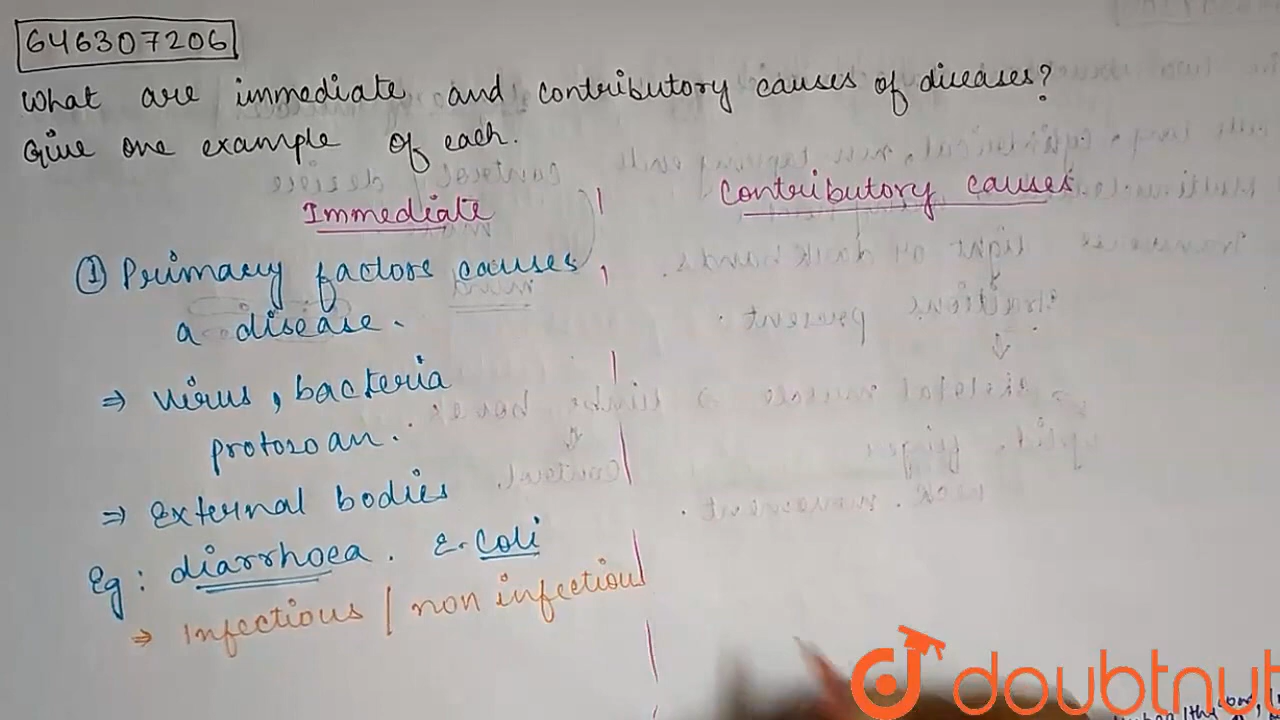 646307206
What are immediate and contributory causes of diseases?
Give one example of each.
Immediate
① Primary factors causes
a disease.
⇒ virus, bacteria
protozoan.
⇒ External bodies
Eg: diarrhoea. E. Coli
⇒ Infectious / non infectious
Contributory causes
doubtnut